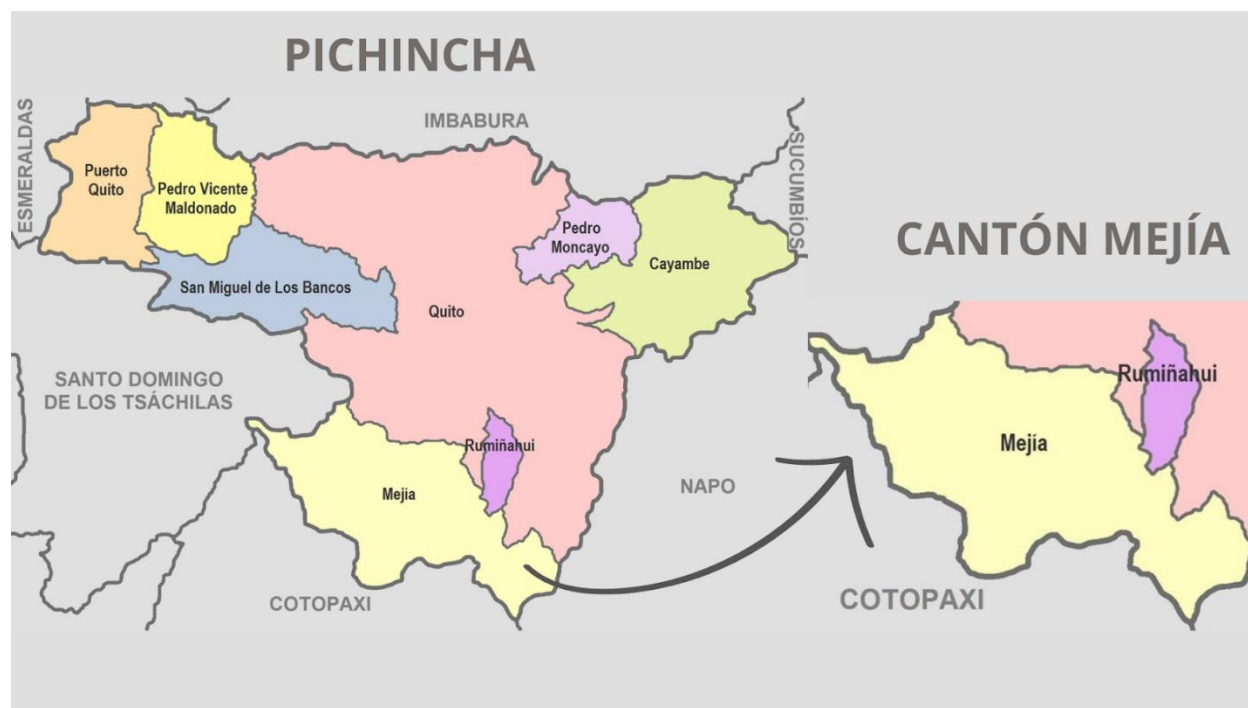 PICHINCHA
ESMERALDAS
IMBABURA
SUCUMBÍOS
Puerto
Quito
Pedro Vicente
Maldonado
Pedro
Moncayo
Cayambe
San Miguel de Los Bancos
Quito
SANTO DOMINGO
DE LOS TSÁCHILAS
Rumiñahui
Mejía
NAPO
COTOPAXI
CANTÓN MEJÍA
Rumiñahui
Mejía
COTOPAXI